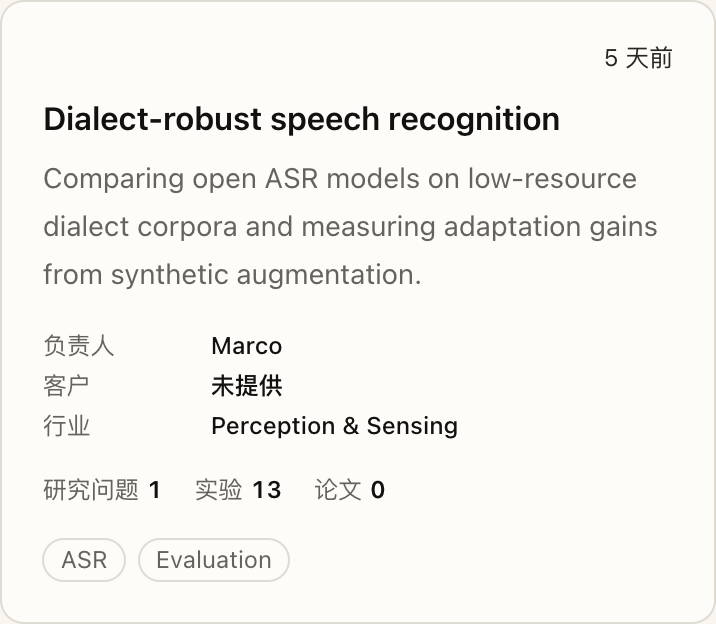 5 天前
Dialect-robust speech recognition
Comparing open ASR models on low-resource
dialect corpora and measuring adaptation gains
from synthetic augmentation.
负责人 Marco
客户 未提供
行业 Perception & Sensing
研究问题 1 实验 13 论文 0
ASR Evaluation